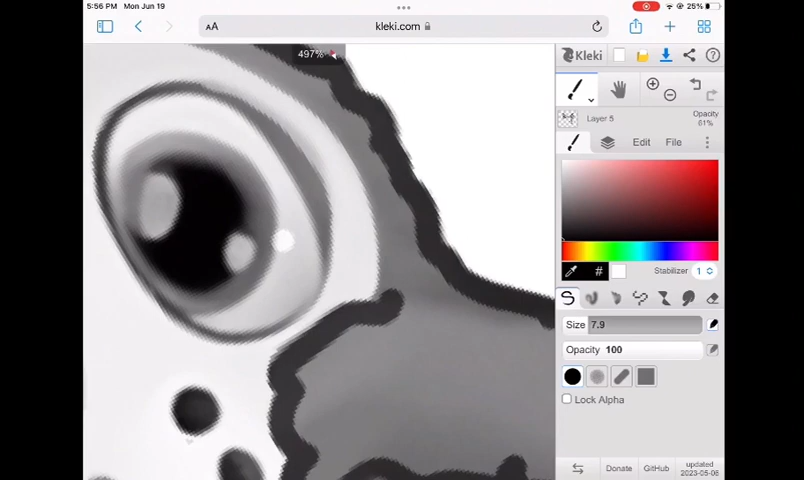 5:56 PM Mon Jun 19
25%
AA
kleki.com
497%
Kleki
Layer 5
Opacity
61%
Edit
File
#
Stabilizer
1
Size
7.9
Opacity
100
Lock Alpha
Donate
GitHub
updated
2023-05-06